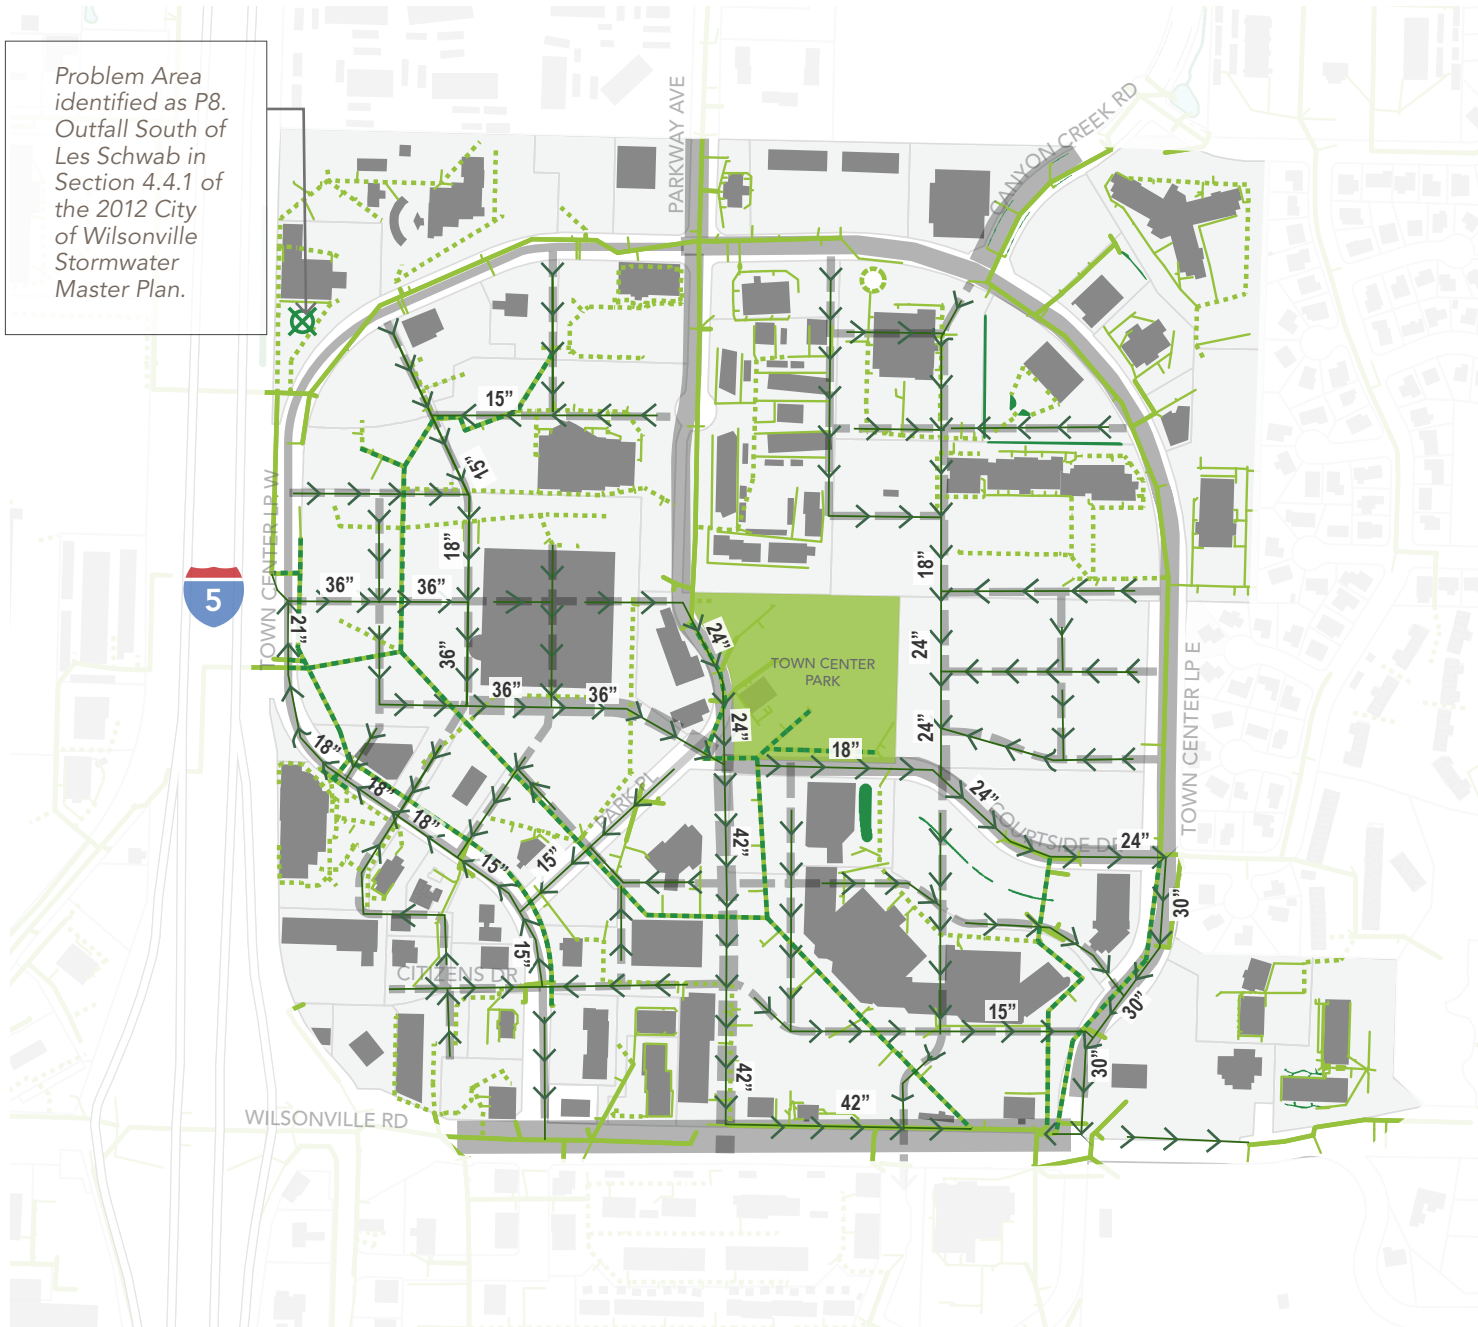 Problem Area
identified as P8.
Outfall South of
Les Schwab in
Section 4.4.1 of
the 2012 City
of Wilsonville
Stormwater
Master Plan.
PARKWAY AVE
CANYON CREEK RD
15”
15”
TOWN CENTER LP W
18”
18”
5
36”
36”
21”
36”
24”
24”
TOWN CENTER
PARK
TOWN CENTER LP E
36”
36”
24”
24”
18”
18”
18”
18”
24”
COURTSIDE DR
24”
PARK PL
42”
15”
15”
30”
15”
CITIZENS DR
15”
30”
30”
42”
42”
WILSONVILLE RD